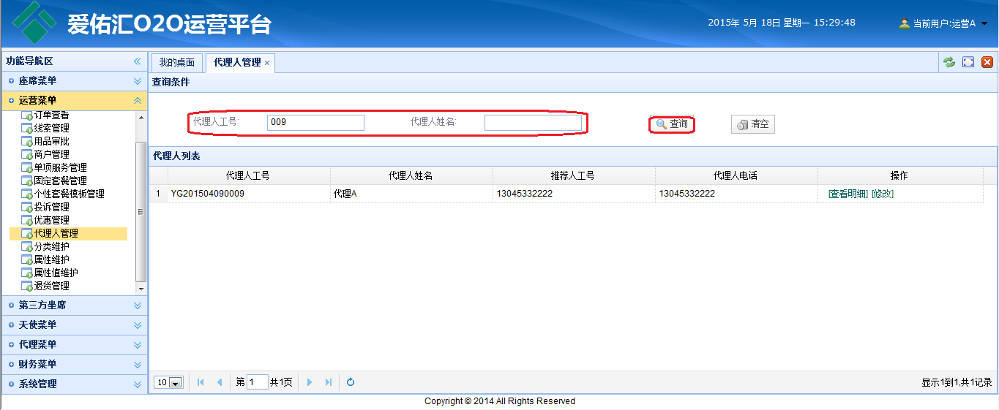 爱佑汇O2O运营平台
2015年 5月 18日 星期一 15:29:48
当前用户:运营A
功能导航区
座席菜单
运营菜单
订单查看
线索管理
用品审批
商户管理
单项服务管理
固定套餐管理
个性套餐模板管理
投诉管理
优惠管理
代理人管理
分类维护
属性维护
属性值维护
退货管理
第三方坐席
天使菜单
代理菜单
财务菜单
系统管理
我的桌面 代理人管理 ×
查询条件
代理人工号: 009 代理人姓名: 查询 清空
代理人列表
代理人工号 代理人姓名 推荐人工号 代理人电话 操作
1 YG201504090009 代理A 13045332222 13045332222 [查看明细] [修改]
10 第 1 共1页 显示1到1,共1记录
Copyright © 2014 All Rights Reserved